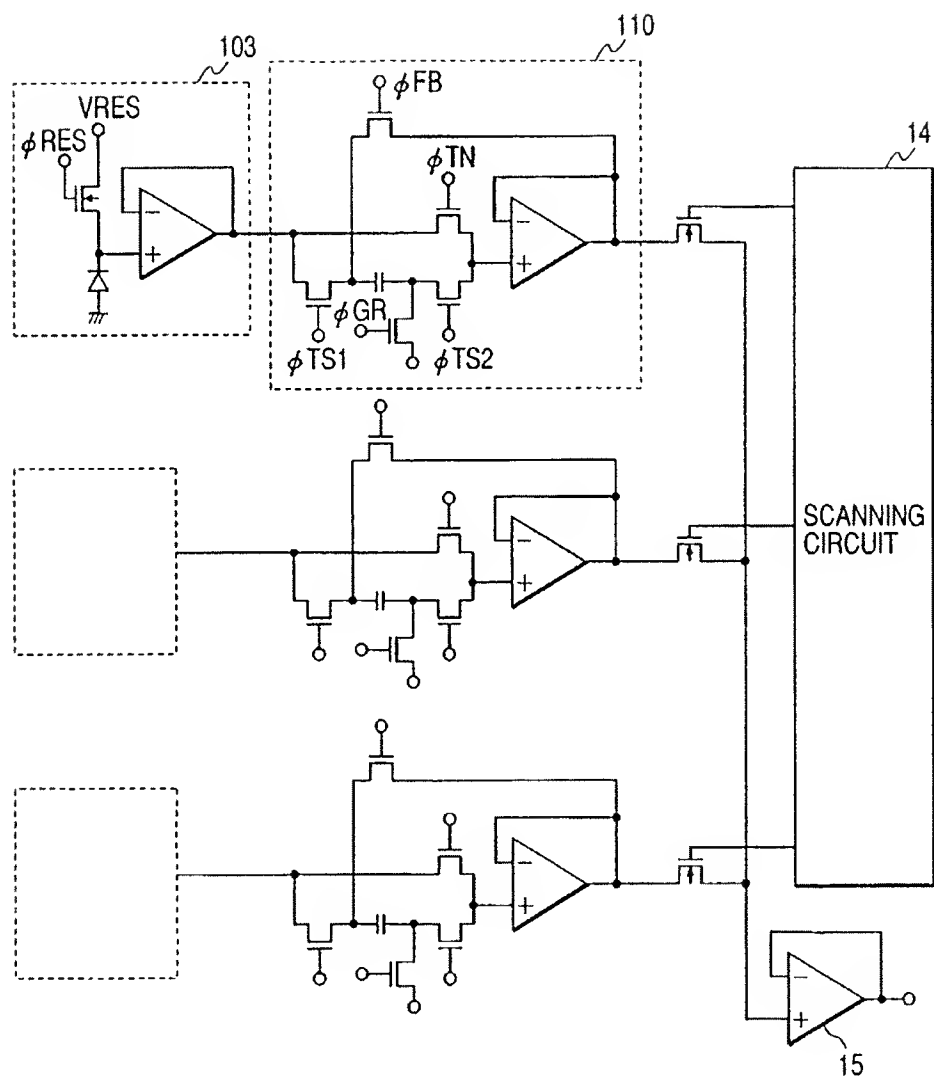 103
110
VRES
ϕRES
ϕFB
ϕTN
14
−
+
−
+
ϕGR
ϕTS1
ϕTS2
−
+
SCANNING
CIRCUIT
−
+
−
+
15